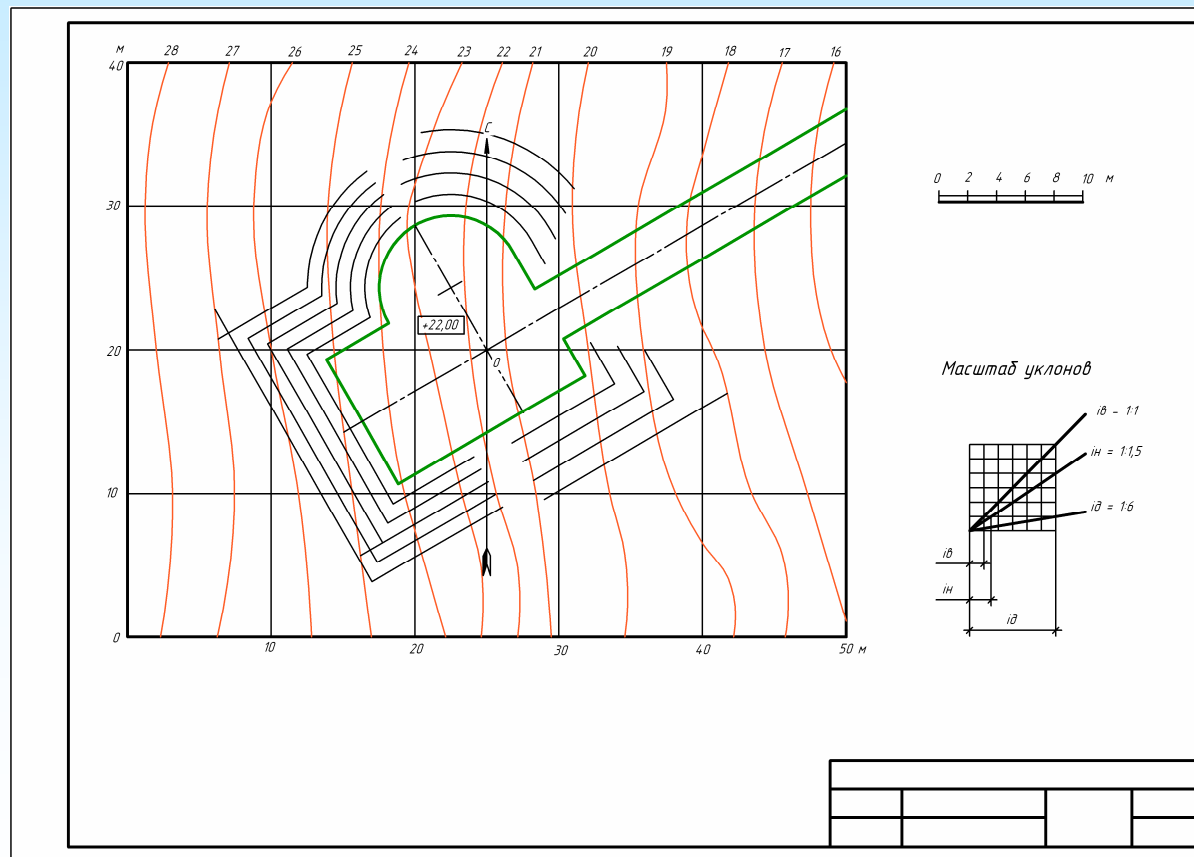 м 28 27 26 25 24 23 22 21 20 19 18 17 16
40
С
30
0 2 4 6 8 10 м
+22,00
20
О
Масштаб уклонов
iв - 1:1
iн = 1:1,5
10
iд = 1:6
iв
iн
iд
0
10 20 30 40 50 м